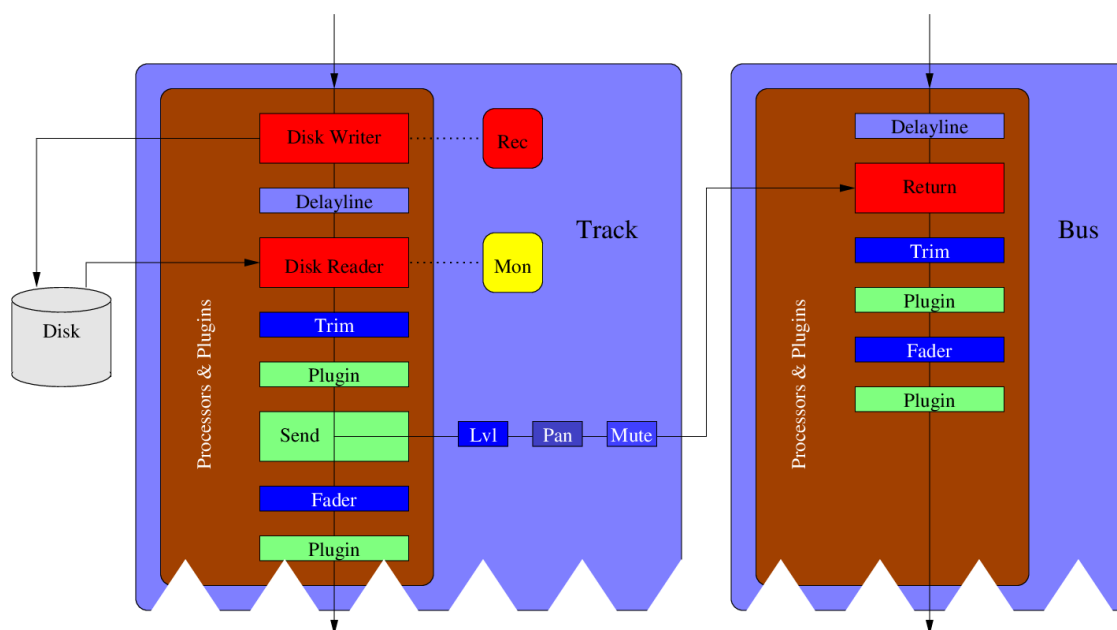 Disk Writer
Rec
Delayline
Track
Disk Reader
Mon
Disk
Trim
Processors & Plugins
Plugin
Send
Lvl
Pan
Mute
Fader
Plugin
Delayline
Return
Bus
Trim
Plugin
Processors & Plugins
Fader
Plugin